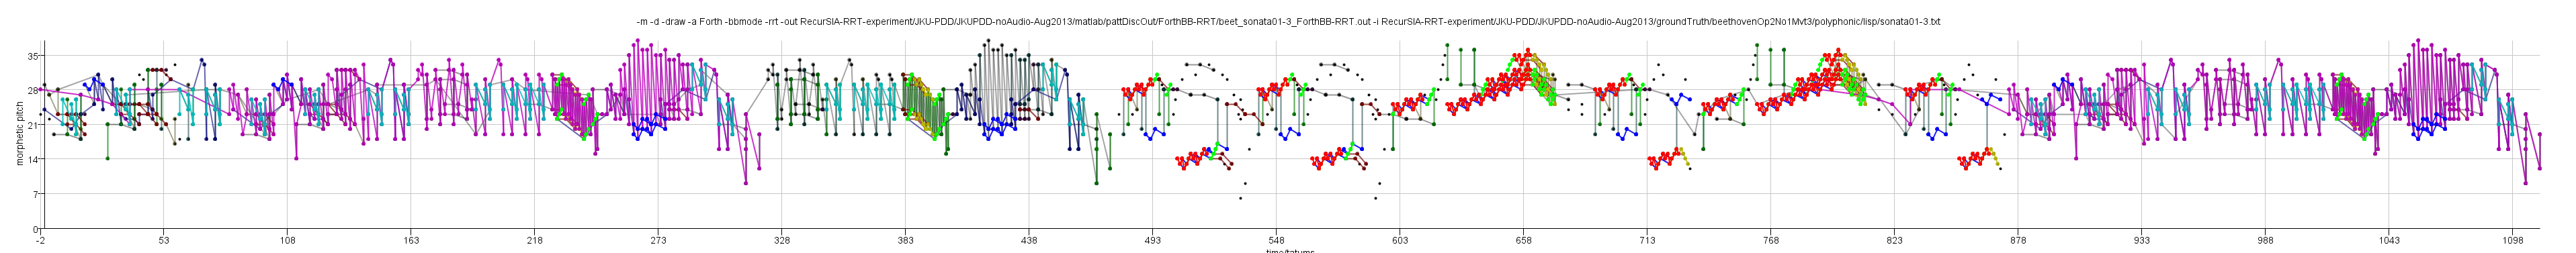 -m -d -draw -a Forth -bbmode -rrt -out RecurSIA-RRT-experiment/JKU-PDD/JKUPDD-noAudio-Aug2013/matlab/pattDiscOut/ForthBB-RRT/beet_sonata01-3_ForthBB-RRT.out -i RecurSIA-RRT-experiment/JKU-PDD/JKUPDD-noAudio-Aug2013/groundTruth/beethovenOp2No1Mvt3/polyphonic/lisp/sonata01-3.txt
morphetic pitch
35
28
21
14
7
0
-2 53 108 163 218 273 328 383 438 493 548 603 658 713 768 823 878 933 988 1043 1098
time/tatums